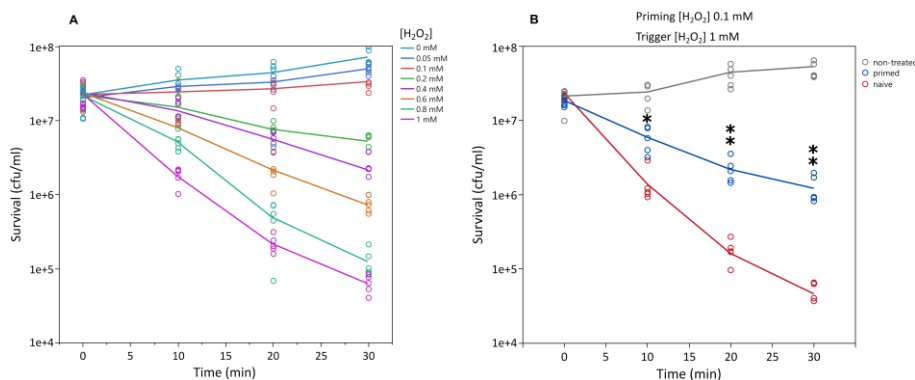 A
[H₂O₂]
0 mM
0.05 mM
0.1 mM
0.2 mM
0.4 mM
0.6 mM
0.8 mM
1 mM
1e+8
1e+7
1e+6
1e+5
1e+4
Survival (cfu/ml)
0 5 10 15 20 25 30
Time (min)
B
Priming [H₂O₂] 0.1 mM
Trigger [H₂O₂] 1 mM
non-treated
primed
naive
1e+8
1e+7
1e+6
1e+5
1e+4
Survival (cfu/ml)
*
**
**
0 5 10 15 20 25 30
Time (min)